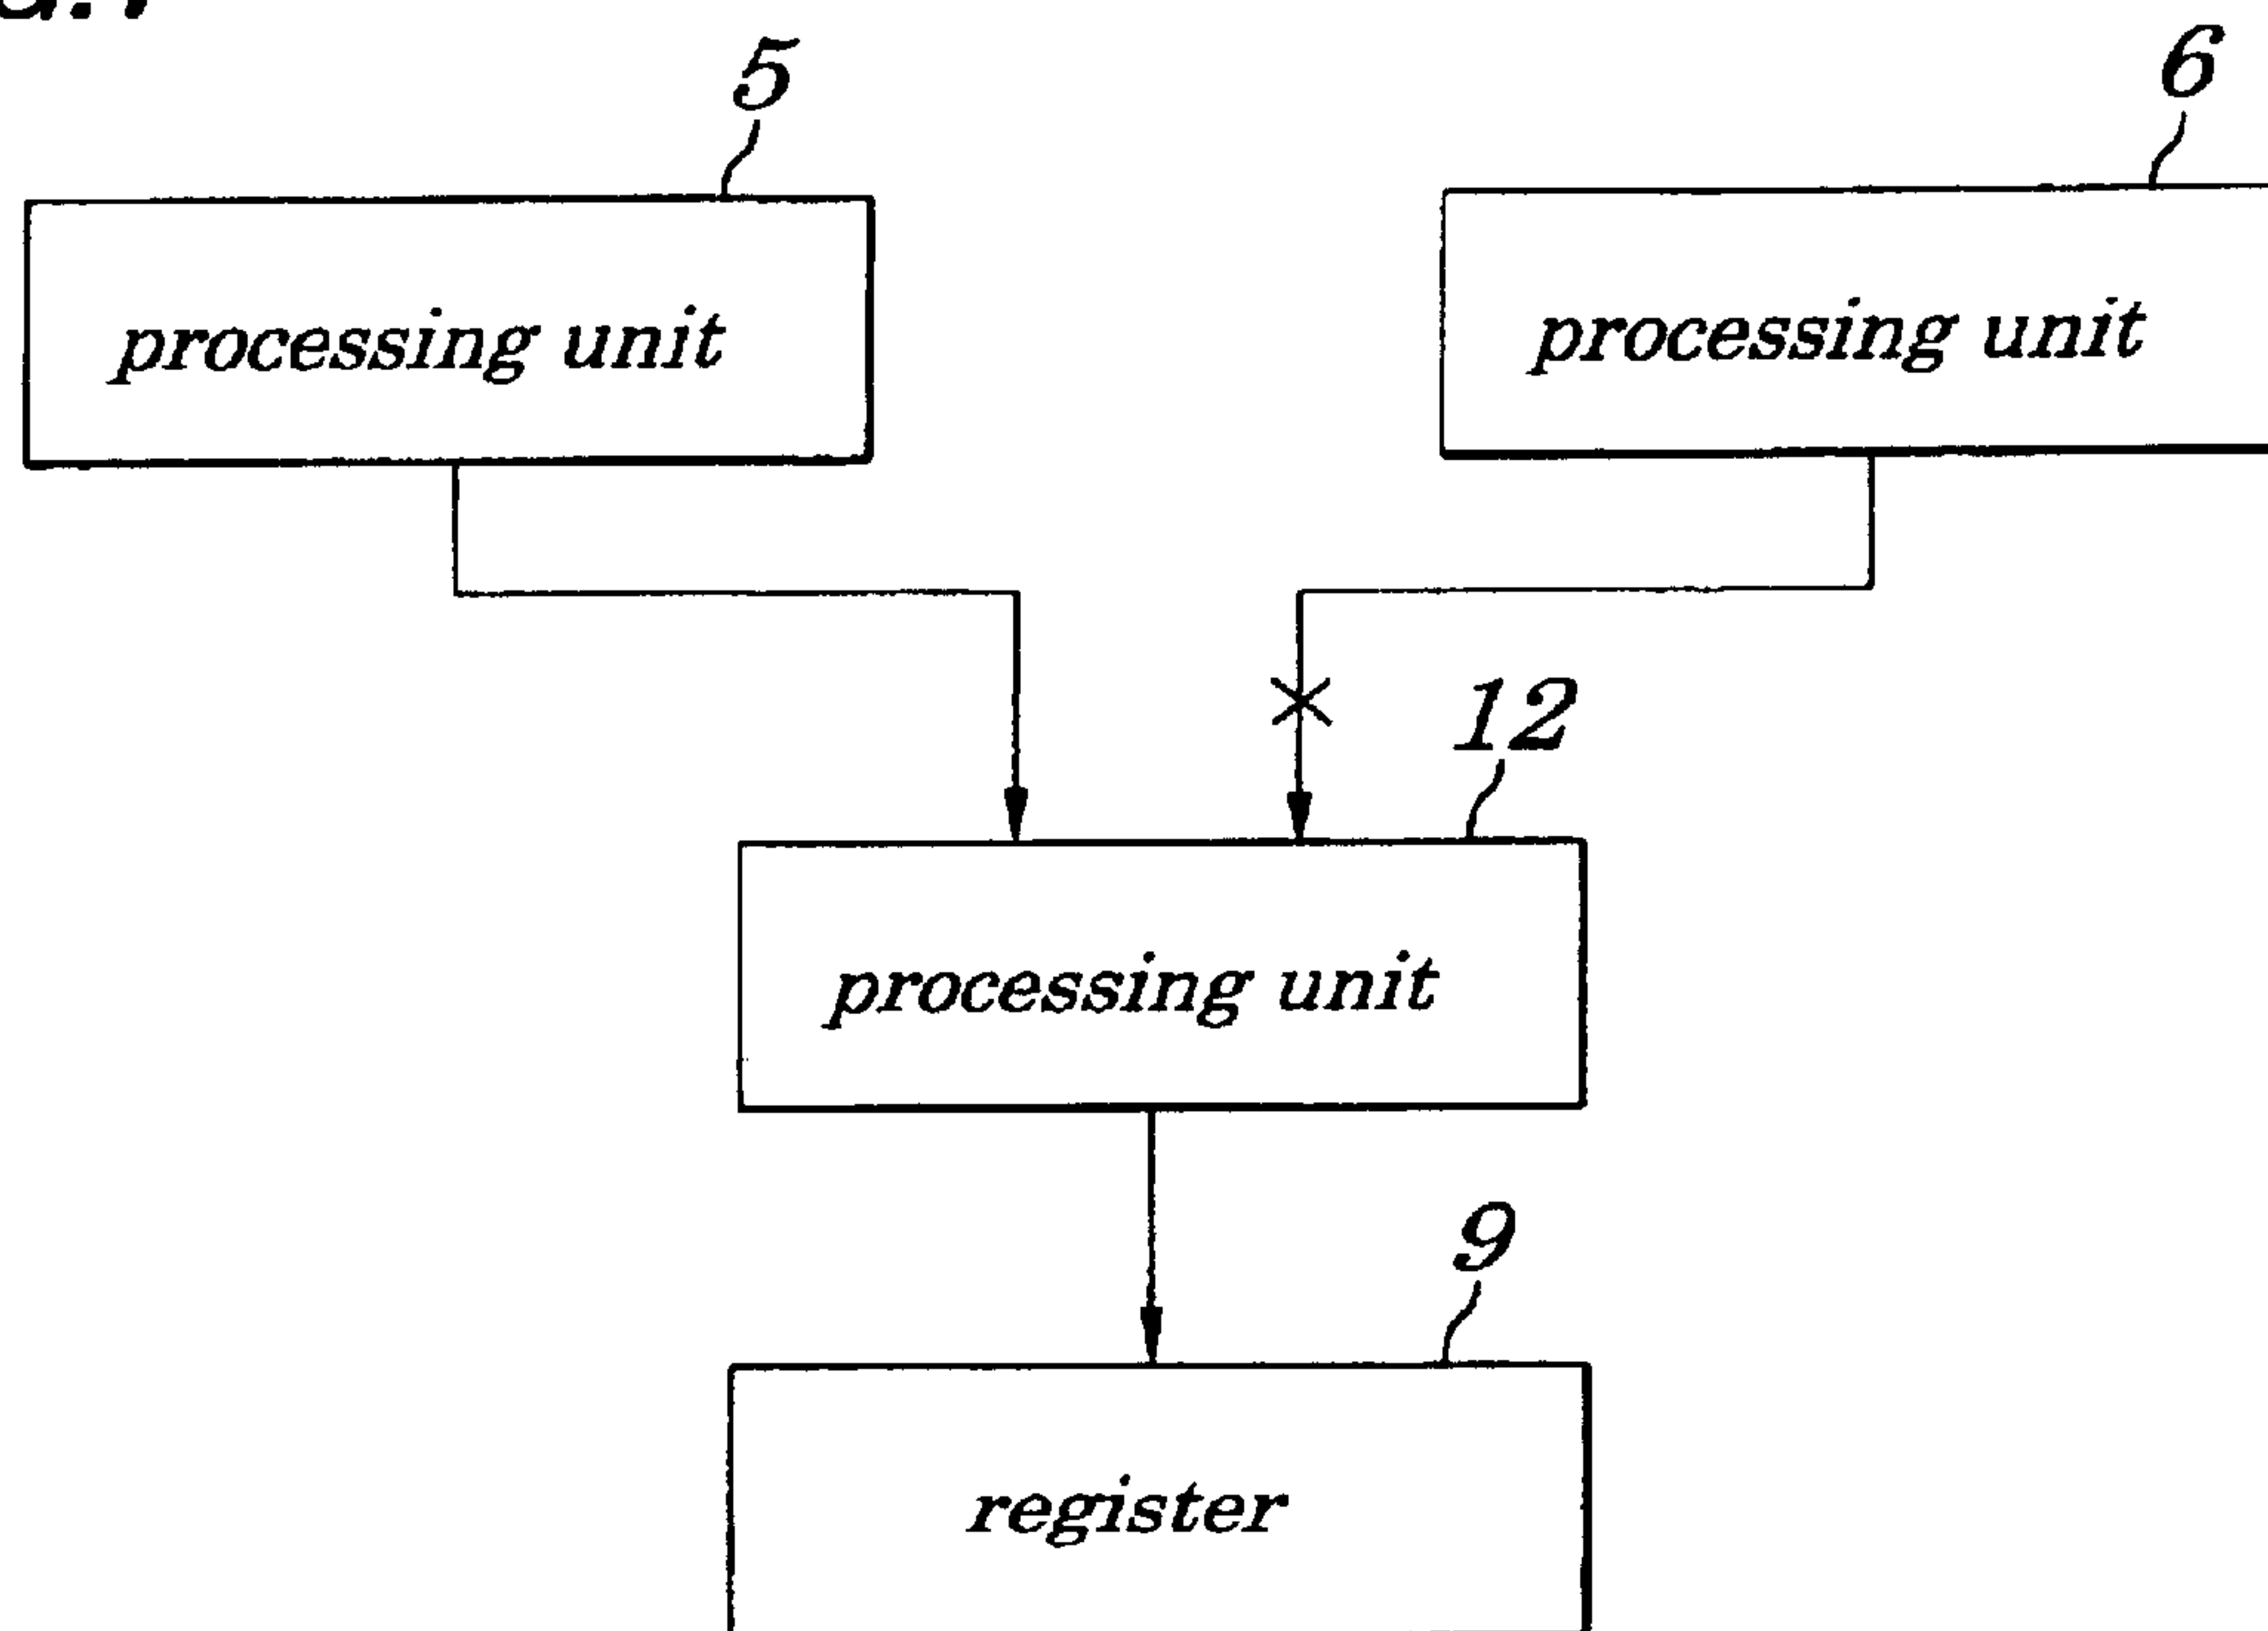 5
6
processing unit
processing unit
12
processing unit
9
register